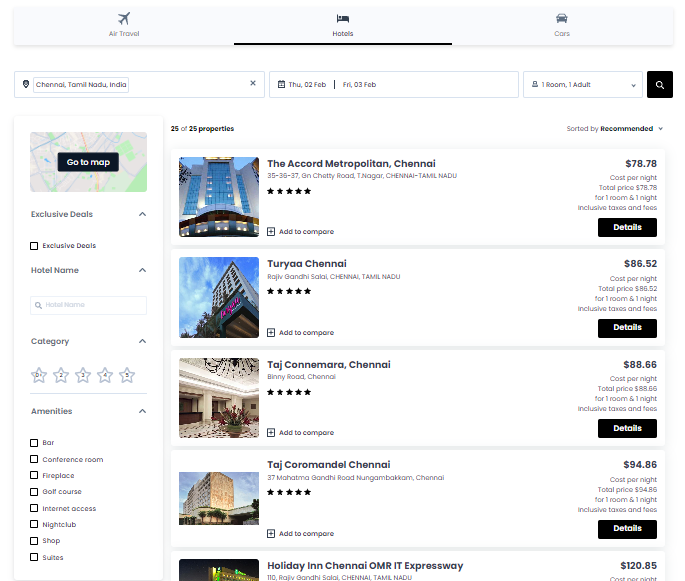 Air Travel
Hotels
Cars
Chennai, Tamil Nadu, India
Thu, 02 Feb
Fri, 03 Feb
1 Room, 1 Adult
Go to map
Exclusive Deals
Exclusive Deals
Hotel Name
Hotel Name
Category
2
3
4
5
Amenities
Bar
Conference room
Fireplace
Golf course
Internet access
Nightclub
Shop
Suites
25 of 25 properties
Sorted by Recommended
The Accord Metropolitan, Chennai
35-36-37, Gn Chetty Road, T.Nagar, CHENNAI-TAMIL NADU
Add to compare
$78.78
Cost per night
Total price $78.78
for 1 room & 1 night
Inclusive taxes and fees
Details
Turyaa Chennai
Rajiv Gandhi Salai, CHENNAI, TAMIL NADU
Add to compare
$86.52
Cost per night
Total price $86.52
for 1 room & 1 night
Inclusive taxes and fees
Details
Taj Connemara, Chennai
Binny Road, Chennai
Add to compare
$88.66
Cost per night
Total price $88.66
for 1 room & 1 night
Inclusive taxes and fees
Details
Taj Coromandel Chennai
37 Mahatma Gandhi Road Nungambakkam, Chennai
Add to compare
$94.86
Cost per night
Total price $94.86
for 1 room & 1 night
Inclusive taxes and fees
Details
Holiday Inn Chennai OMR IT Expressway
110, Rajiv Gandhi Salai, CHENNAI, TAMIL NADU
$120.85
Cost per night